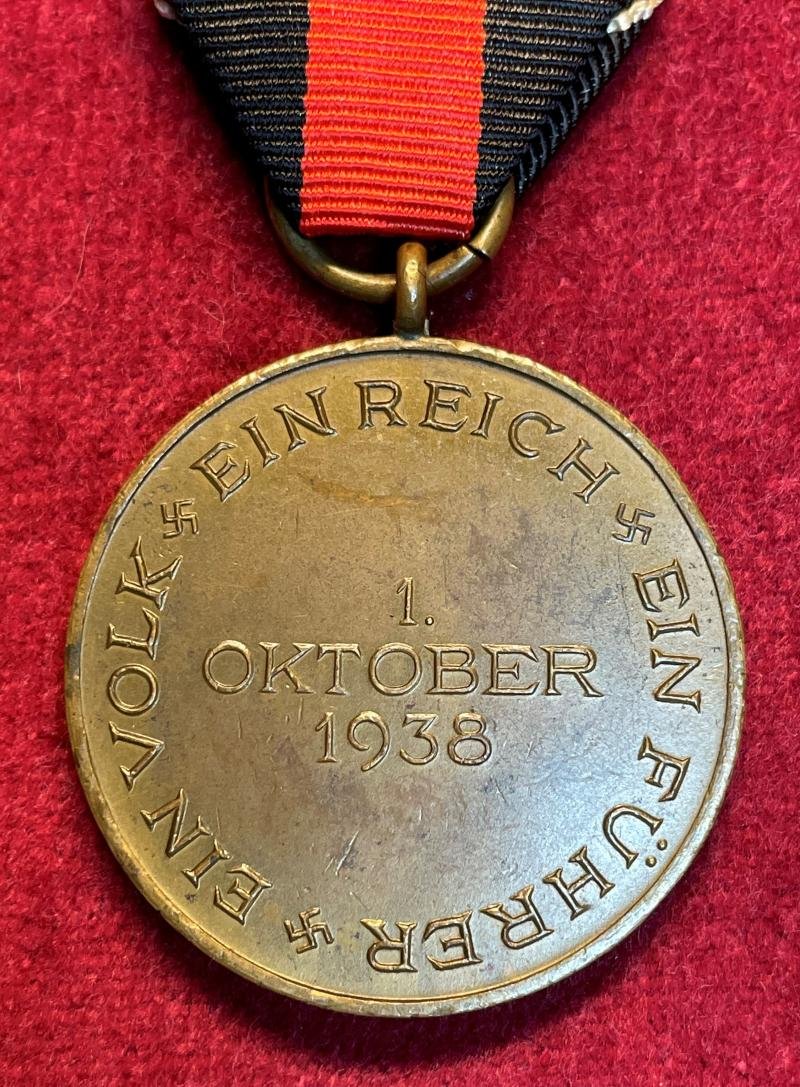 EIN VOLK EIN REICH EIN FÜHRER
1.
OKTOBER
1938